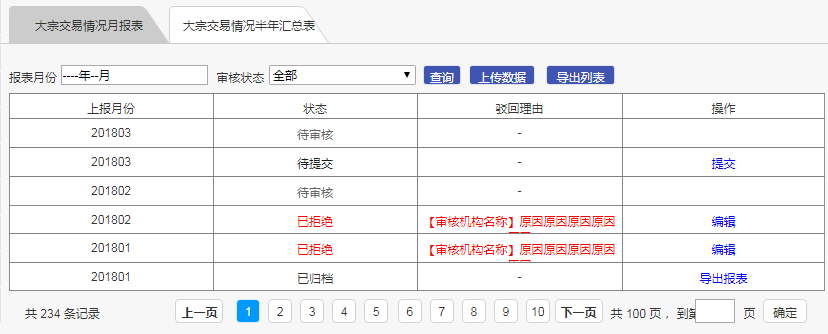 大宗交易情况月报表 大宗交易情况半年汇总表
报表月份 ----年--月 审核状态 全部 查询 上传数据 导出列表
上报月份 状态 驳回理由 操作
201803 待审核 -
201803 待提交 - 提交
201802 待审核 -
201802 已拒绝 【审核机构名称】原因原因原因原因 编辑
201801 已拒绝 【审核机构名称】原因原因原因原因 编辑
201801 已归档 - 导出报表
共 234 条记录 上一页 1 2 3 4 5 6 7 8 9 10 下一页 共 100 页，到 页 确定